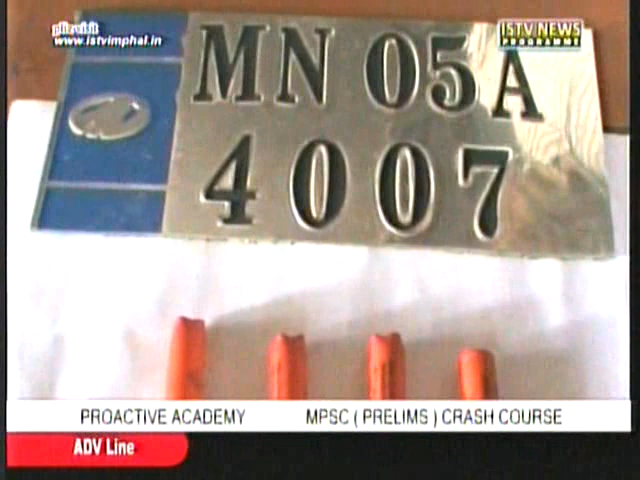 www.istvimphal.in
ISTV NEWS
PROGRAMME
MN 05A
4007
PROACTIVE ACADEMY MPSC ( PRELIMS ) CRASH COURSE
ADV Line